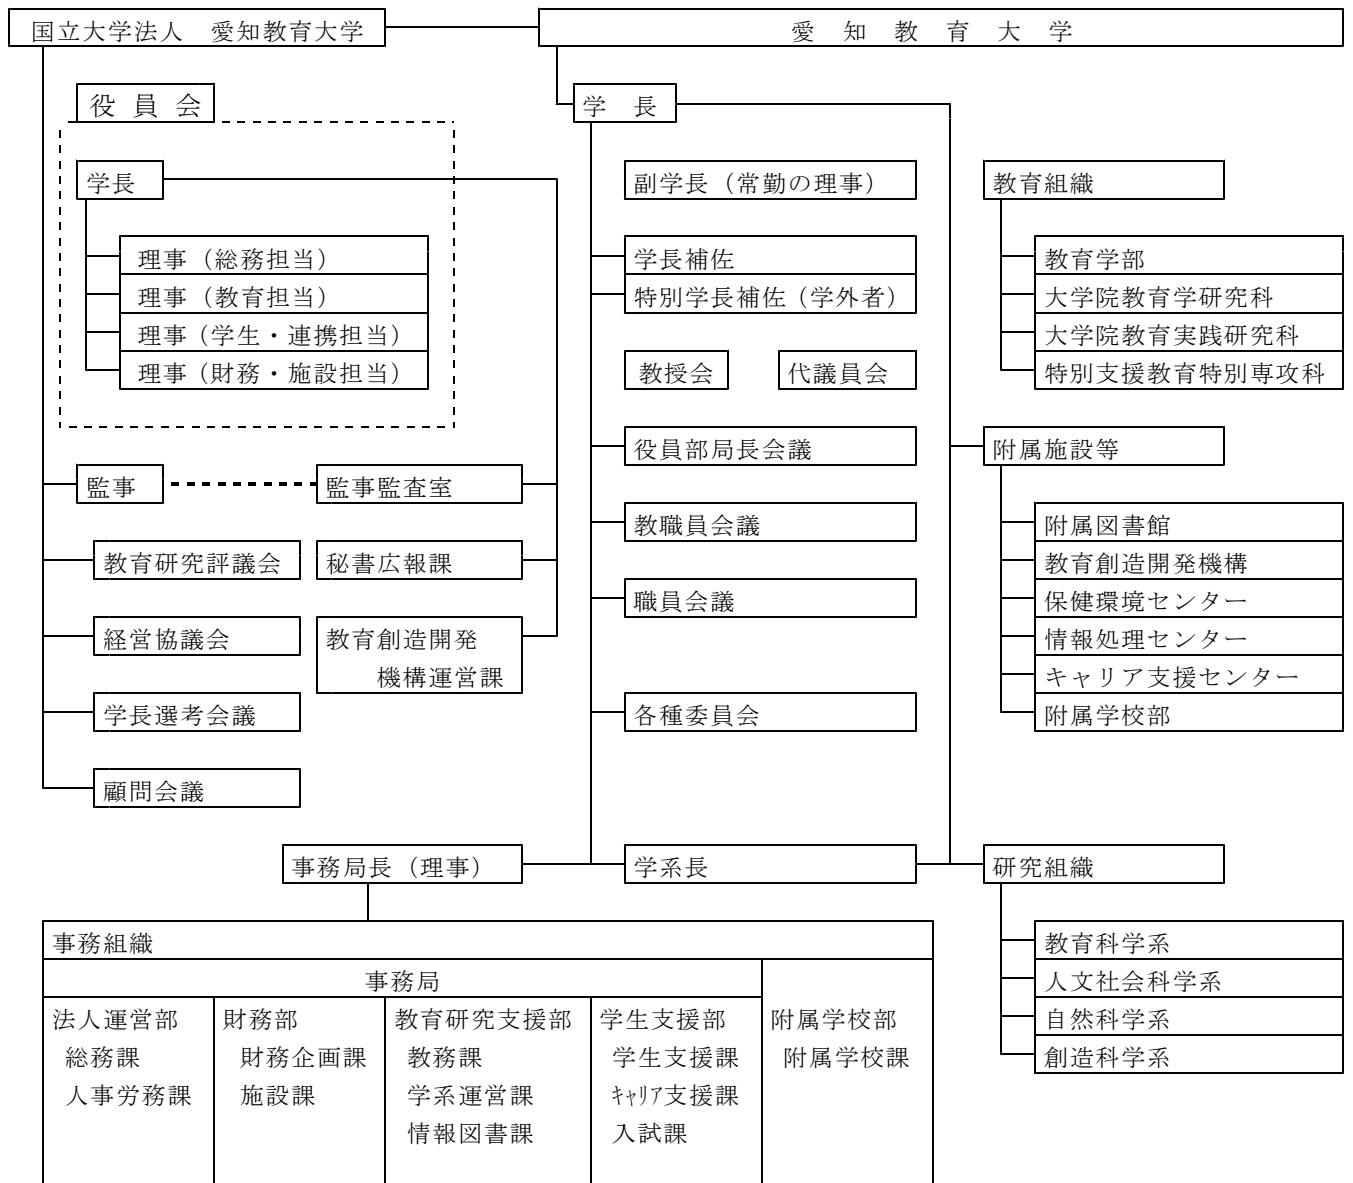 国立大学法人　愛知教育大学
愛　知　教　育　大　学
役　員　会
学長
理事（総務担当）
理事（教育担当）
理事（学生・連携担当）
理事（財務・施設担当）
監事
監事監査室
教育研究評議会
秘書広報課
経営協議会
教育創造開発
機構運営課
学長選考会議
顧問会議
学　長
副学長（常勤の理事）
学長補佐
特別学長補佐（学外者）
教授会
代議員会
役員部局長会議
教職員会議
職員会議
各種委員会
事務局長（理事）
学系長
教育組織
教育学部
大学院教育学研究科
大学院教育実践研究科
特別支援教育特別専攻科
附属施設等
附属図書館
教育創造開発機構
保健環境センター
情報処理センター
キャリア支援センター
附属学校部
研究組織
教育科学系
人文社会科学系
自然科学系
創造科学系
事務組織
事務局
法人運営部
総務課
人事労務課
財務部
財務企画課
施設課
教育研究支援部
教務課
学系運営課
情報図書課
学生支援部
学生支援課
ｷｬﾘｱ支援課
入試課
附属学校部
附属学校課